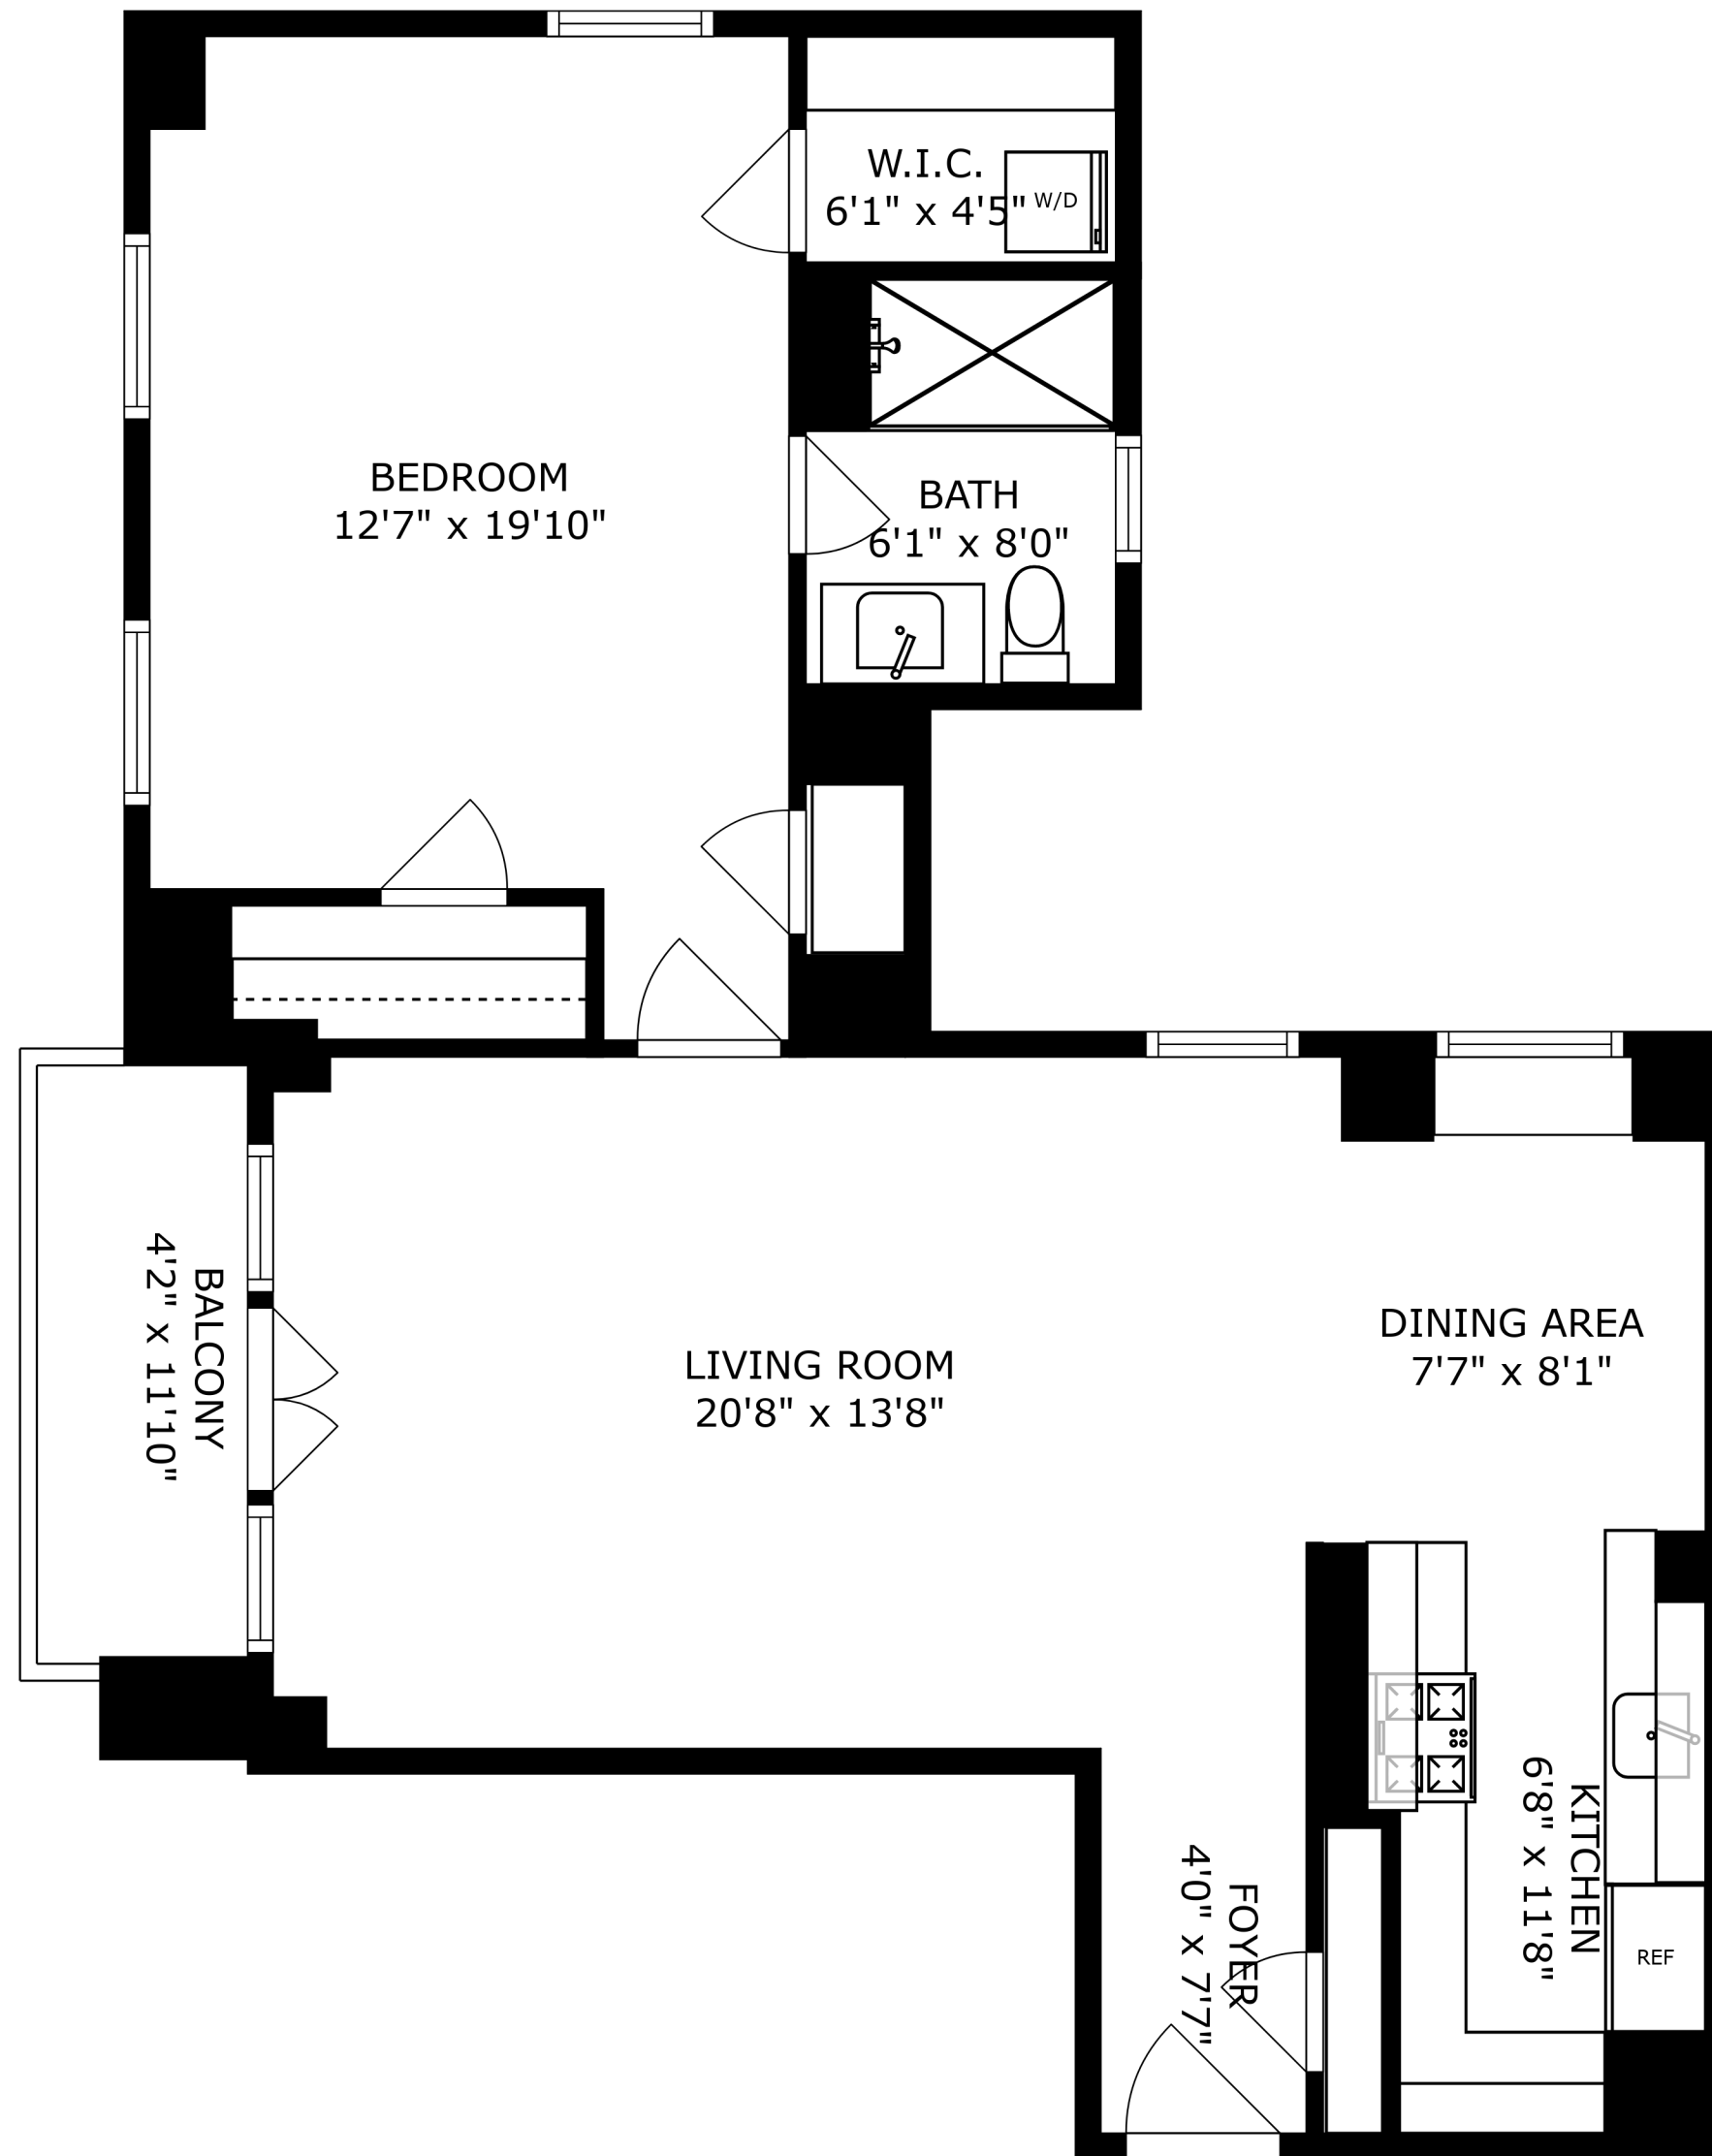 W.I.C.
6'1" x 4'5"
W/D
BEDROOM
12'7" x 19'10"
BATH
6'1" x 8'0"
BALCONY
4'2" x 11'10"
LIVING ROOM
20'8" x 13'8"
DINING AREA
7'7" x 8'1"
KITCHEN
6'8" x 11'8"
FOYER
4'0" x 7'7"
REF